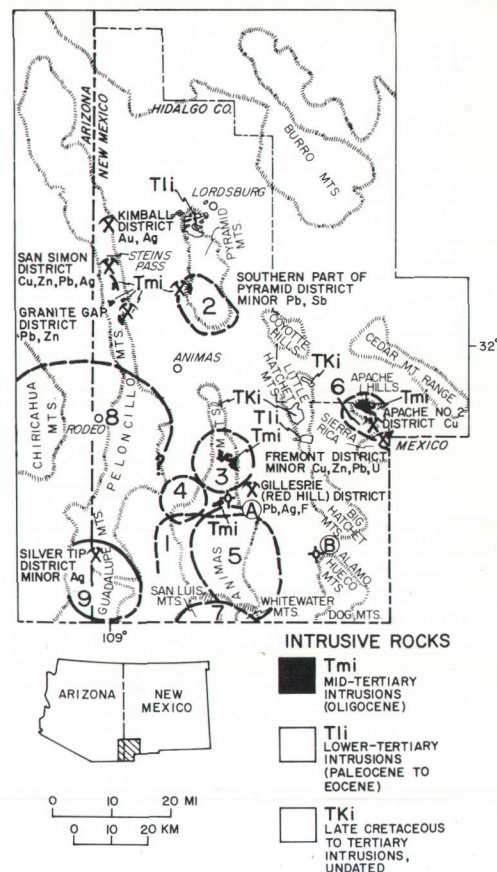 HIDALGO CO.
ARIZONA
NEW MEXICO
BURRO MTS.
Tli
LORDSBURG
KIMBALL
DISTRICT
Au, Ag
PYRAMID
MTS.
SAN SIMON
DISTRICT
Cu,Zn,Pb,Ag
STEINS
PASS
Tmi
SOUTHERN PART OF
PYRAMID DISTRICT
MINOR Pb, Sb
2
GRANITE GAP
DISTRICT
Pb, Zn
32°
ANIMAS
COYOTE
HILLS
CEDAR MT. RANGE
TKi
LITTLE
HATCHET
MTS.
6
APACHE
HILLS
Tmi
APACHE NO.2
DISTRICT Cu
SIERRA
RICA
MEXICO
CHIRICAHUA
MTS.
8
RODEO
PELONCILLO MTS.
TKi
Tli
MTS.
Tmi
3
FREMONT DISTRICT
MINOR Cu,Zn,Pb,U
?
4
GILLESPIE
(RED HILL) DISTRICT
A
Pb,Ag,F
Tmi
1
5
BIG
HATCHET
MTS.
B
ALAMO
HUECO
MTS.
SILVER TIP
DISTRICT
MINOR Ag
9
GUADALUPE MTS.
SAN LUIS
MTS.
ANIMAS
7
WHITEWATER
MTS.
DOG MTS.
109°
ARIZONA
NEW
MEXICO
0 10 20 MI
0 10 20 KM
INTRUSIVE ROCKS
Tmi
MID-TERTIARY
INTRUSIONS
(OLIGOCENE)
Tli
LOWER-TERTIARY
INTRUSIONS
(PALEOCENE TO
EOCENE)
TKi
LATE CRETACEOUS
TO TERTIARY
INTRUSIONS,
UNDATED